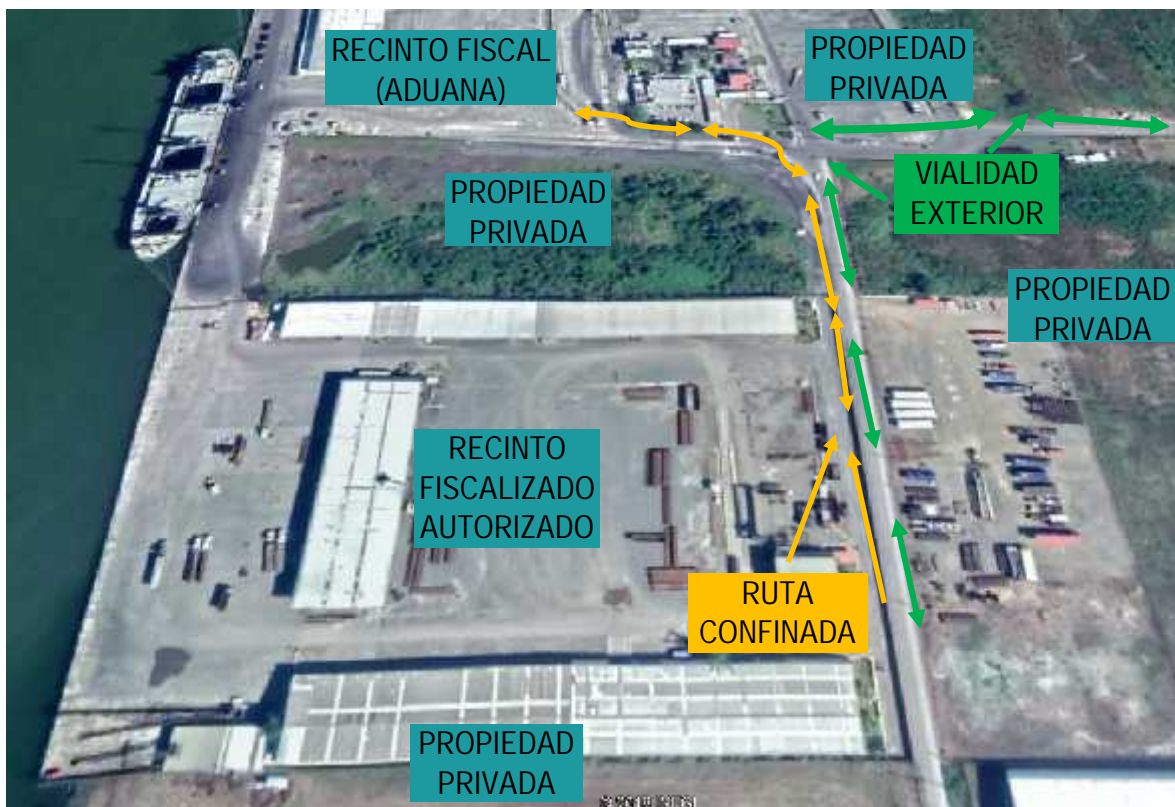 RECINTO FISCAL
(ADUANA)
PROPIEDAD
PRIVADA
VIALIDAD
EXTERIOR
PROPIEDAD
PRIVADA
PROPIEDAD
PRIVADA
RECINTO
FISCALIZADO
AUTORIZADO
RUTA
CONFINADA
PROPIEDAD
PRIVADA